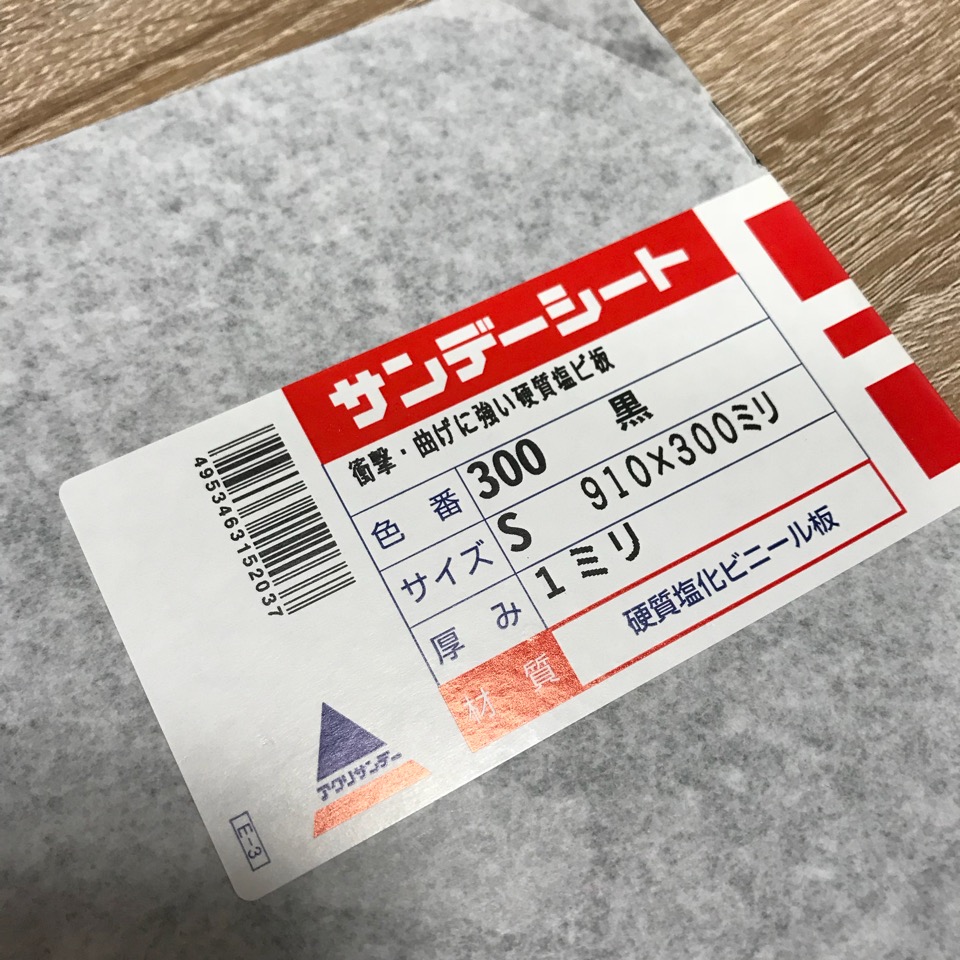 サンデーシート
衝撃・曲げに強い硬質塩ビ板
色番 300 黒
サイズ S 910×300ミリ
厚み 1ミリ
材質 硬質塩化ビニール板
4953463152037
アクリサンデー
E-3